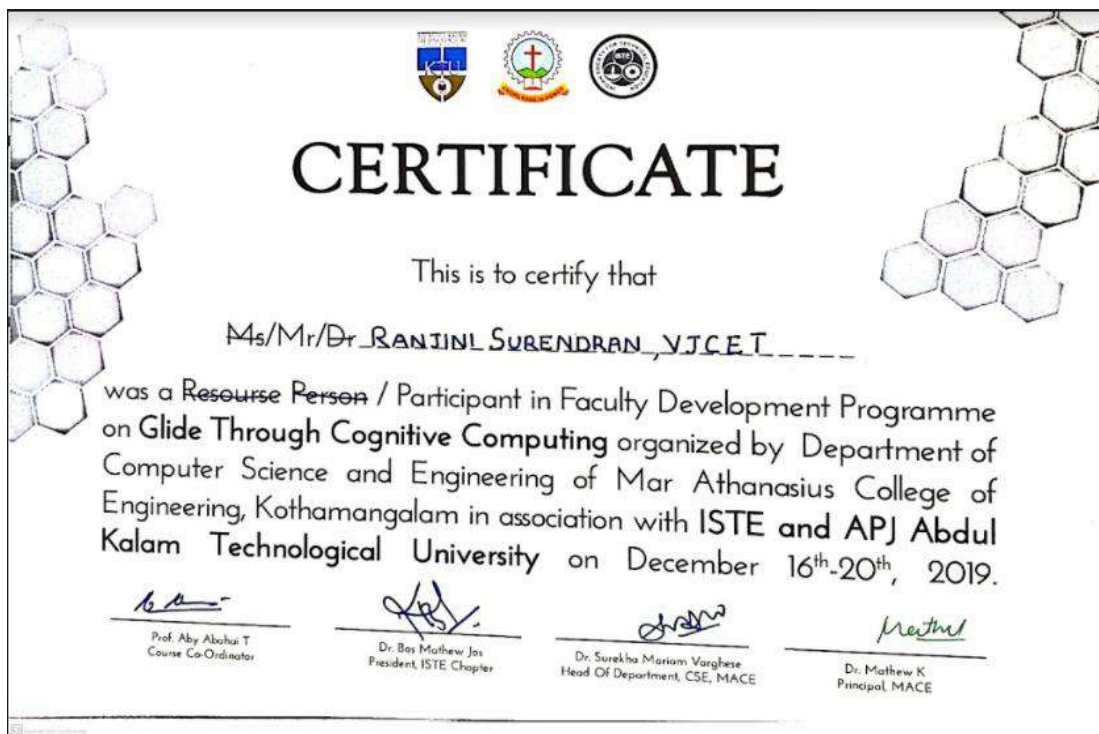 KTU
ISTE
CERTIFICATE
This is to certify that
Ms/Mr/Dr RANJINI SURENDRAN, VJCET
was a Resourse Person / Participant in Faculty Development Programme
on Glide Through Cognitive Computing organized by Department of
Computer Science and Engineering of Mar Athanasius College of
Engineering, Kothamangalam in association with ISTE and APJ Abdul
Kalam Technological University on December 16th-20th, 2019.
Prof. Aby Abahai T
Course Co-Ordinator
Dr. Bos Mathew Jos
President, ISTE Chapter
Dr. Surekha Mariam Varghese
Head Of Department, CSE, MACE
Dr. Mathew K
Principal, MACE